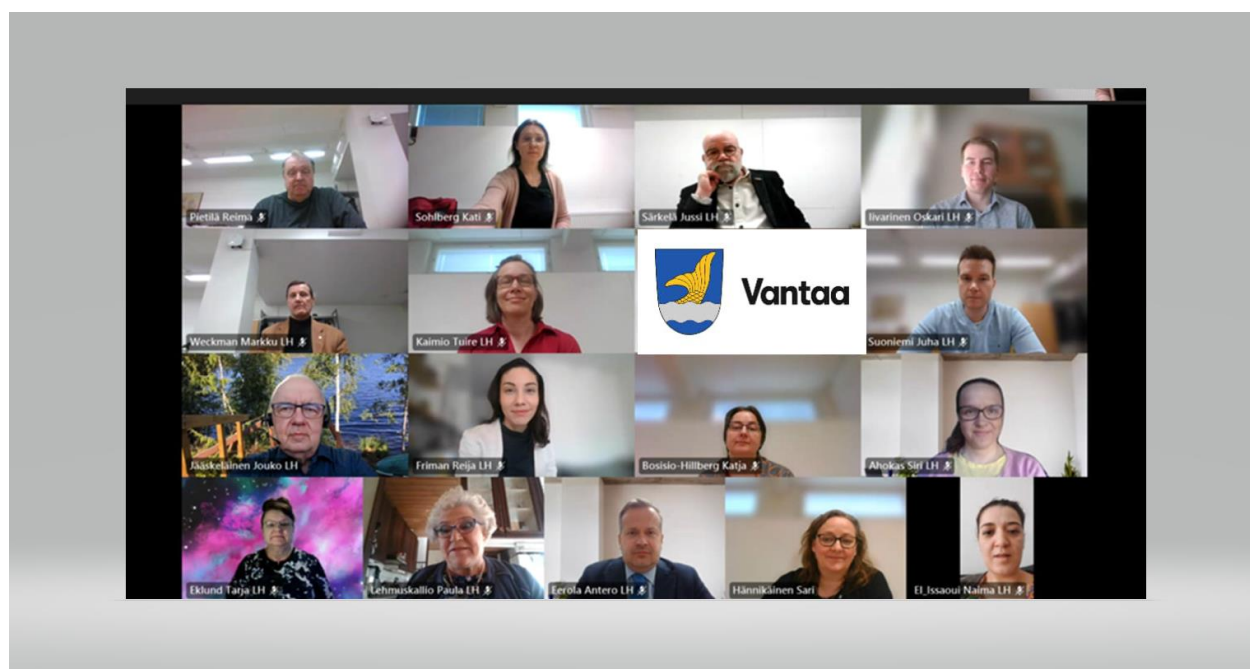 Pietilä Reima
Sohlberg Kati
Särkelä Jussi LH
Iivarinen Oskari LH
Weckman Markku LH
Kaimio Tuire LH
Vantaa
Suoniemi Juha LH
Jääskeläinen Jouko LH
Friman Reija LH
Bosisio-Hillberg Katja
Ahokas Siri LH
Eklund Tarja LH
Lehmuskallio Paula LH
Eerola Antero LH
Hännikäinen Sari
El_Issaoui Naima LH